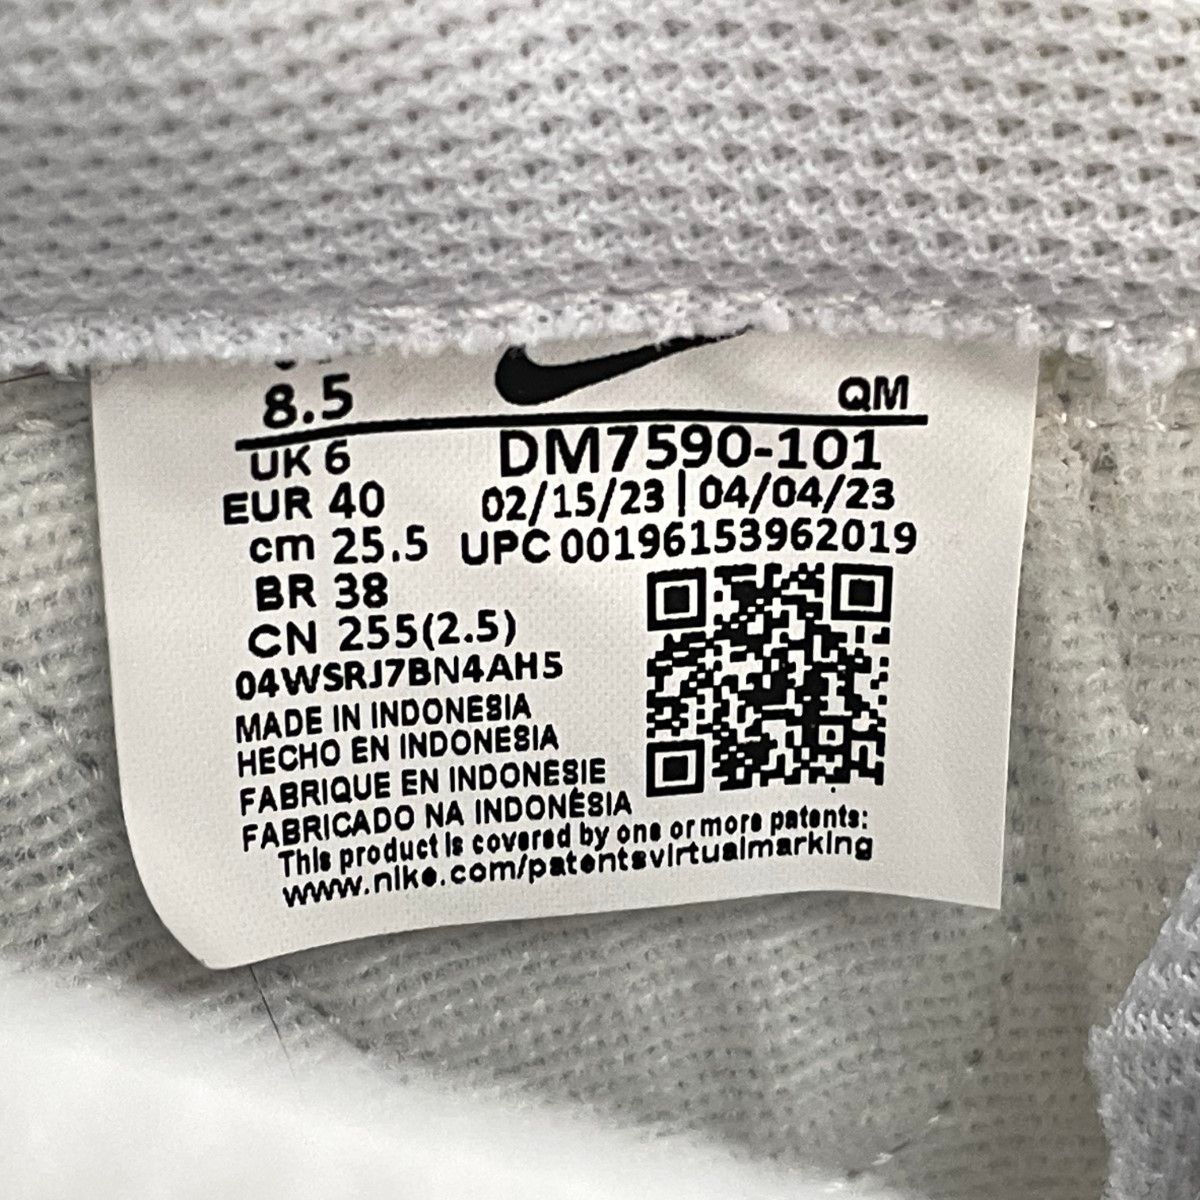 8.5 QM
UK 6 DM7590-101
EUR 40 02/15/23 | 04/04/23
cm 25.5 UPC 00196153962019
BR 38
CN 255(2.5)
04WSRJ7BN4AH5
MADE IN INDONESIA
HECHO EN INDONESIA
FABRIQUE EN INDONESIE
FABRICADO NA INDONÉSIA
This product is covered by one or more patents:
www.nike.com/patentsvirtualmarking